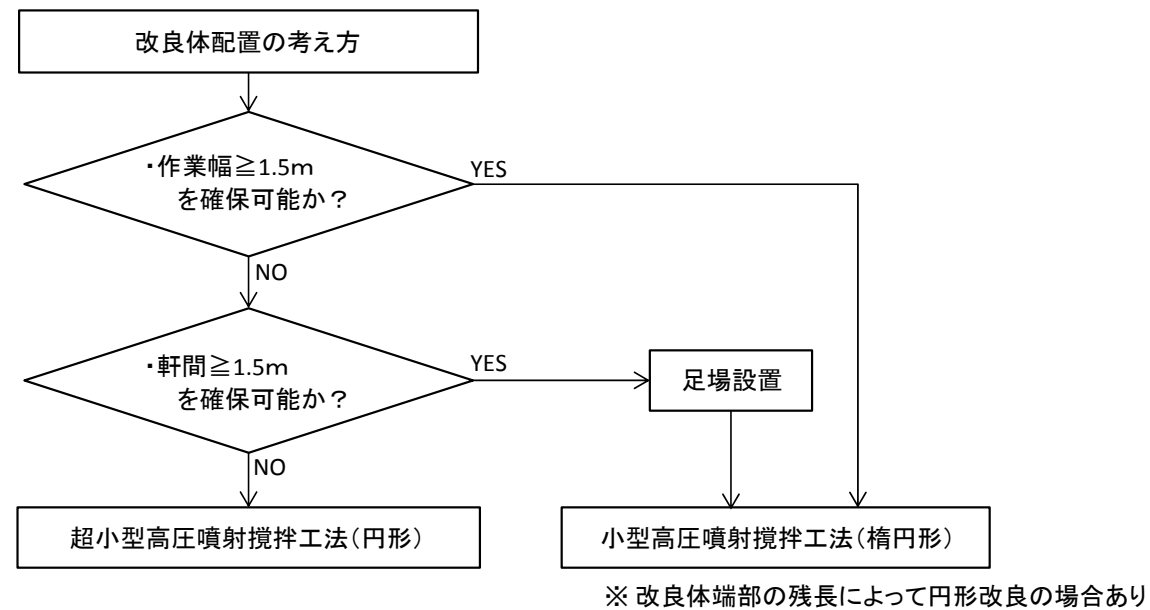 改良体配置の考え方
・作業幅≧1.5m
を確保可能か？
YES
NO
・軒間≧1.5m
を確保可能か？
YES
足場設置
NO
超小型高圧噴射撹拌工法（円形）
小型高圧噴射撹拌工法（楕円形）
※ 改良体端部の残長によって円形改良の場合あり